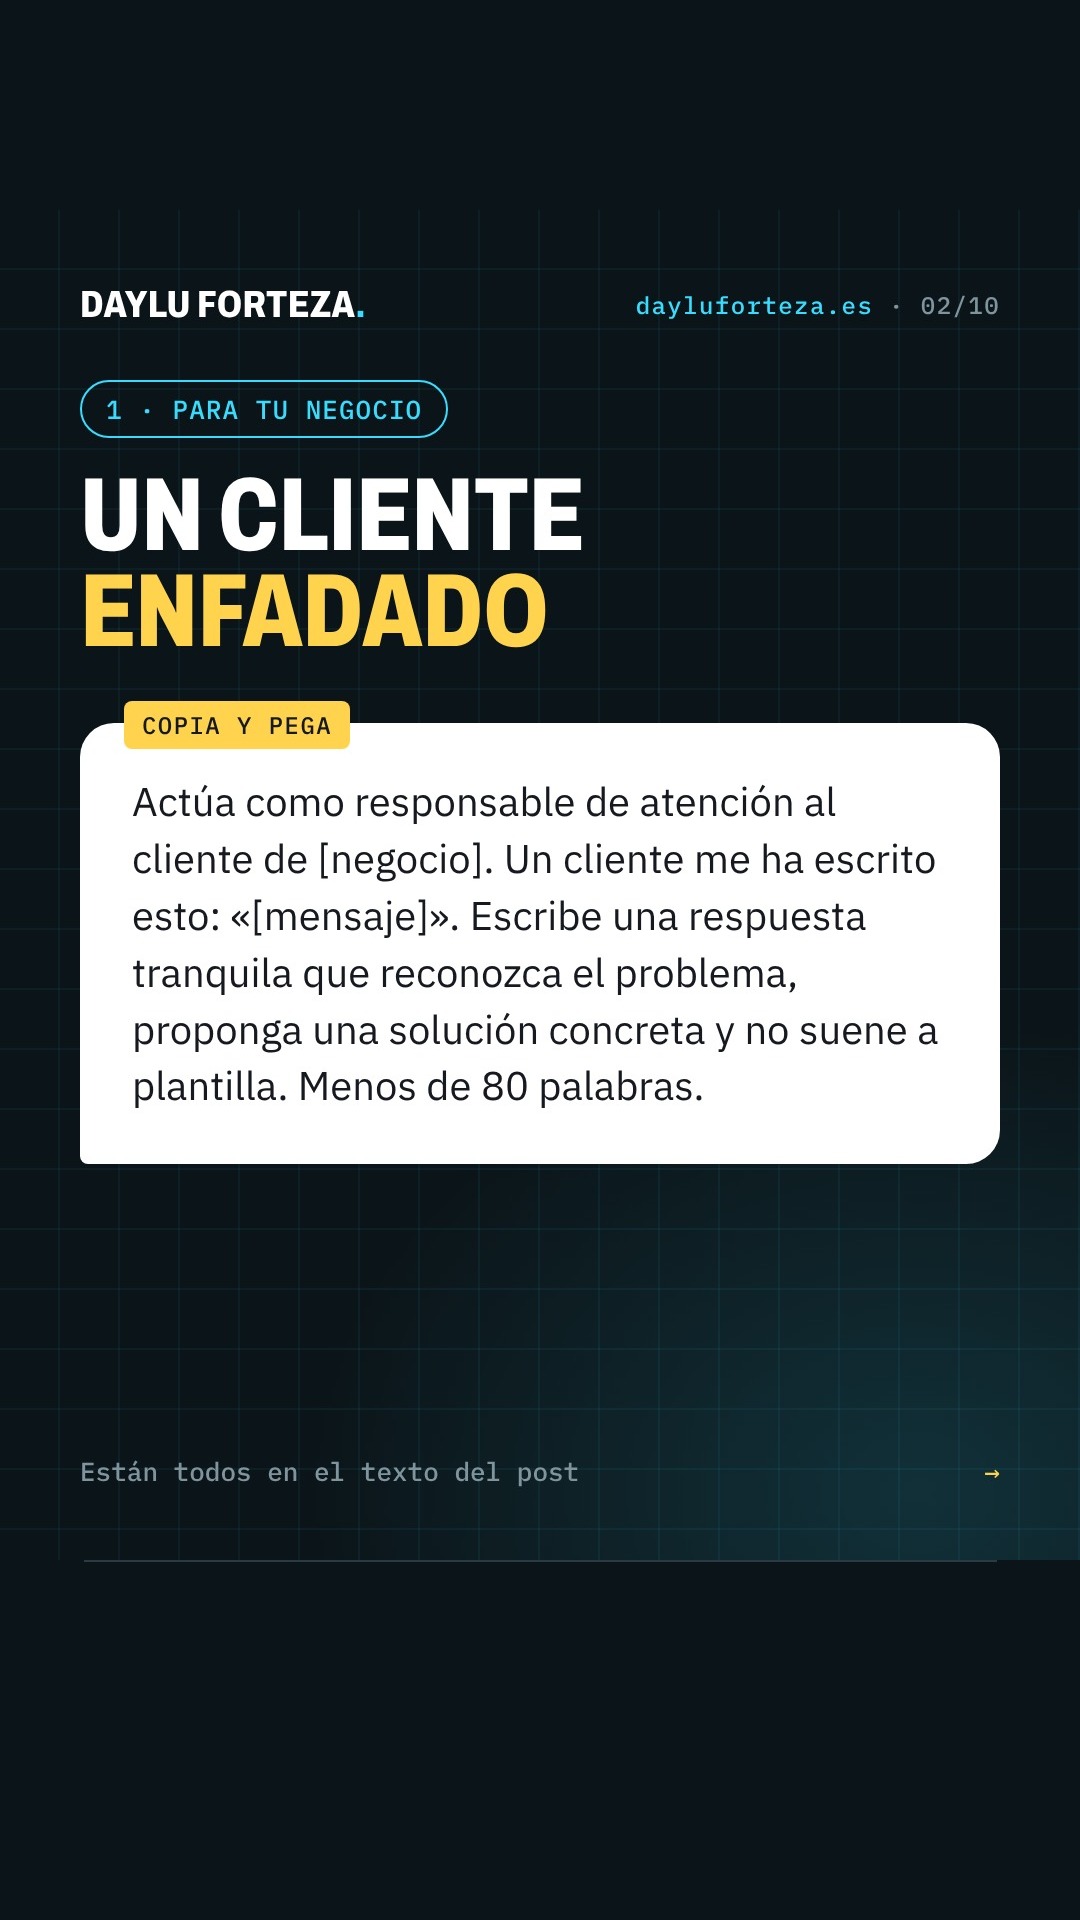 DAYLU FORTEZA.
dayluforteza.es · 02/10
1 · PARA TU NEGOCIO
UN CLIENTE
ENFADADO
COPIA Y PEGA
Actúa como responsable de atención al
cliente de [negocio]. Un cliente me ha escrito
esto: «[mensaje]». Escribe una respuesta
tranquila que reconozca el problema,
proponga una solución concreta y no suene a
plantilla. Menos de 80 palabras.
Están todos en el texto del post
→